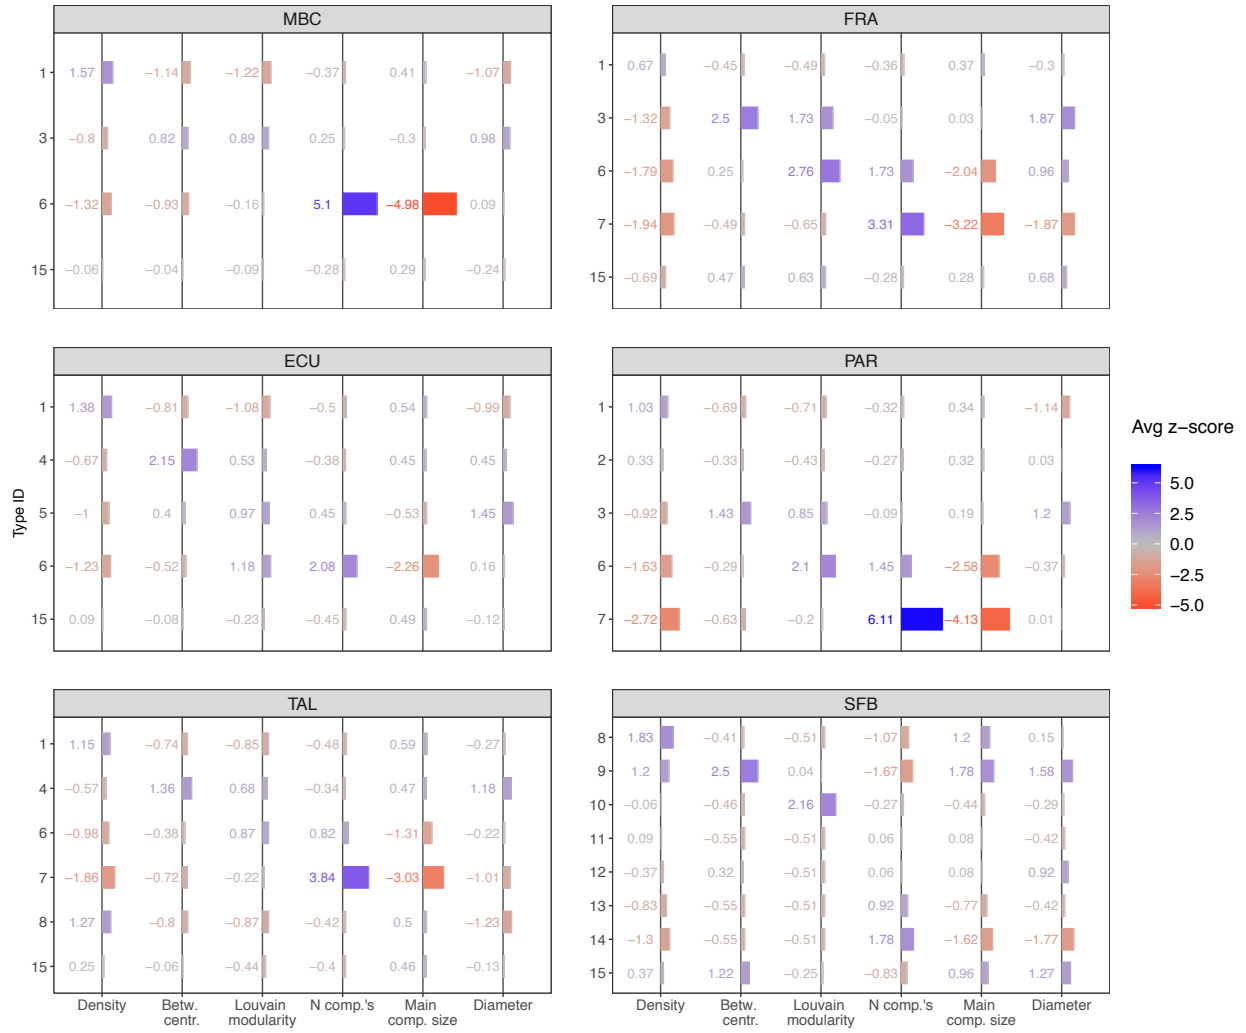 MBC
1 1.57 −1.14 −1.22 −0.37 0.41 −1.07
3 −0.8 0.82 0.89 0.25 −0.3 0.98
6 −1.32 −0.93 −0.16 5.1 −4.98 0.09
15 −0.06 −0.04 −0.09 −0.28 0.29 −0.24
FRA
1 0.67 −0.45 −0.49 −0.36 0.37 −0.3
3 −1.32 2.5 1.73 −0.05 0.03 1.87
6 −1.79 0.25 2.76 1.73 −2.04 0.96
7 −1.94 −0.49 −0.65 3.31 −3.22 −1.87
15 −0.69 0.47 0.63 −0.28 0.28 0.68
Type ID
ECU
1 1.38 −0.81 −1.08 −0.5 0.54 −0.99
4 −0.67 2.15 0.53 −0.38 0.45 0.45
5 −1 0.4 0.97 0.45 −0.53 1.45
6 −1.23 −0.52 1.18 2.08 −2.26 0.16
15 0.09 −0.08 −0.23 −0.45 0.49 −0.12
PAR
1 1.03 −0.69 −0.71 −0.32 0.34 −1.14
2 0.33 −0.33 −0.43 −0.27 0.32 0.03
3 −0.92 1.43 0.85 −0.09 0.19 1.2
6 −1.63 −0.29 2.1 1.45 −2.58 −0.37
7 −2.72 −0.63 −0.2 6.11 −4.13 0.01
Avg z−score
5.0
2.5
0.0
−2.5
−5.0
TAL
1 1.15 −0.74 −0.85 −0.48 0.59 −0.27
4 −0.57 1.36 0.68 −0.34 0.47 1.18
6 −0.98 −0.38 0.87 0.82 −1.31 −0.22
7 −1.86 −0.72 −0.22 3.84 −3.03 −1.01
8 1.27 −0.8 −0.87 −0.42 0.5 −1.23
15 0.25 −0.06 −0.44 −0.4 0.46 −0.13
Density Betw. Louvain N comp.'s Main Diameter
centr. modularity comp. size
SFB
8 1.83 −0.41 −0.51 −1.07 1.2 0.15
9 1.2 2.5 0.04 −1.67 1.78 1.58
10 −0.06 −0.46 2.16 −0.27 −0.44 −0.29
11 0.09 −0.55 −0.51 0.06 0.08 −0.42
12 −0.37 0.32 −0.51 0.06 0.08 0.92
13 −0.83 −0.55 −0.51 0.92 −0.77 −0.42
14 −1.3 −0.55 −0.51 1.78 −1.62 −1.77
15 0.37 1.22 −0.25 −0.83 0.96 1.27
Density Betw. Louvain N comp.'s Main Diameter
centr. modularity comp. size